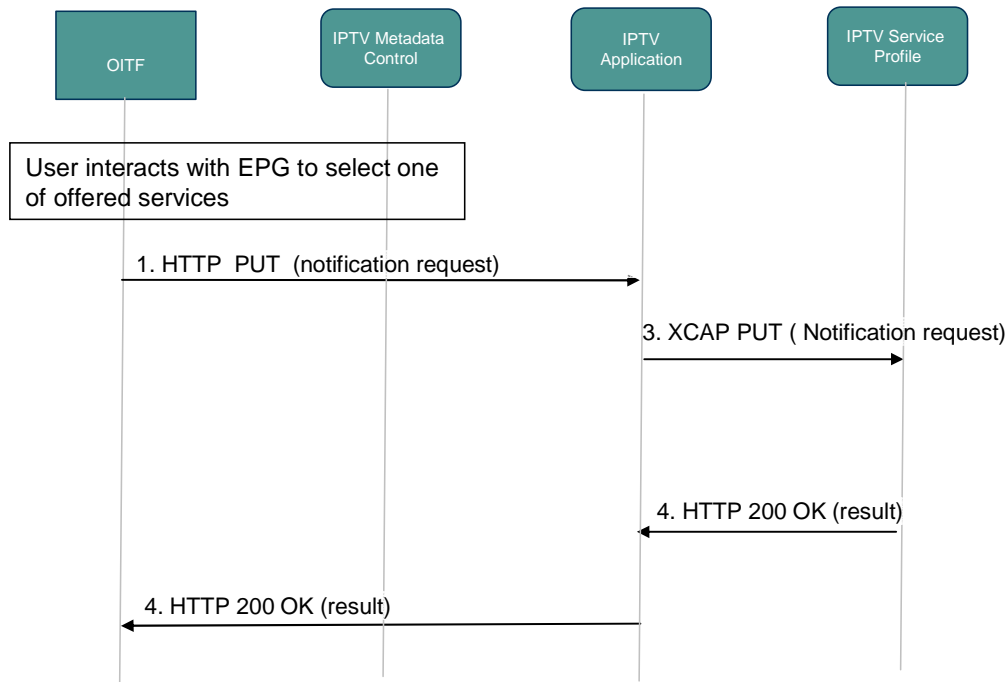 OITF
IPTV Metadata
Control
IPTV
Application
IPTV Service
Profile
User interacts with EPG to select one
of offered services
1. HTTP PUT (notification request)
3. XCAP PUT ( Notification request)
4. HTTP 200 OK (result)
4. HTTP 200 OK (result)